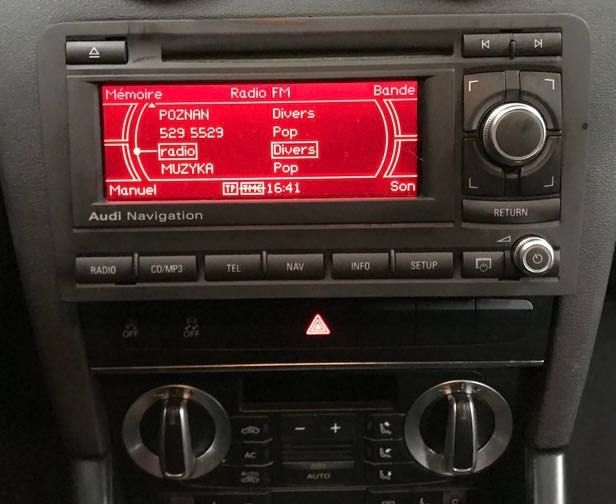 Mémoire Radio FM Bande
POZNAN Divers
529 5529 Pop
radio Divers
MUZYKA Pop
Manuel TP TMC 16:41 Son
Audi Navigation
RETURN
RADIO CD/MP3 TEL NAV INFO SETUP
OFF OFF
- +
AC
AUTO
Auto